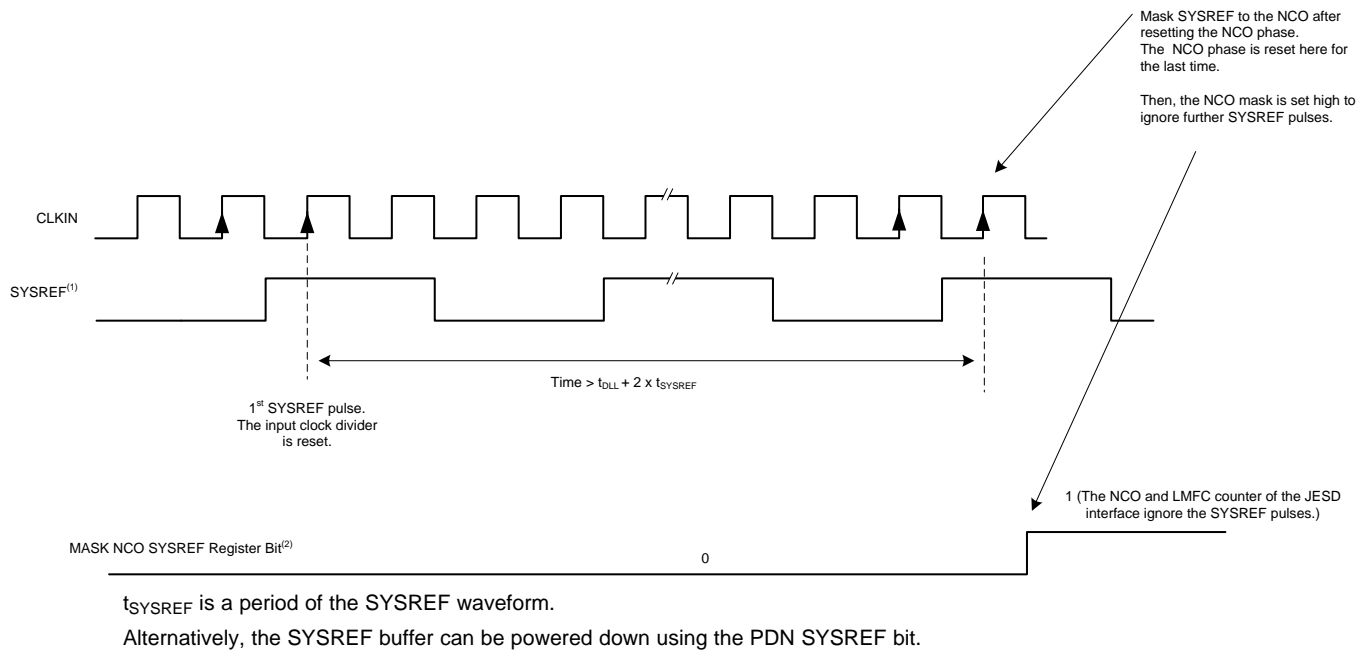 Mask SYSREF to the NCO after
resetting the NCO phase.
The NCO phase is reset here for
the last time.
Then, the NCO mask is set high to
ignore further SYSREF pulses.
CLKIN
SYSREF(1)
Time > tDLL + 2 x tSYSREF
1st SYSREF pulse.
The input clock divider
is reset.
1 (The NCO and LMFC counter of the JESD
interface ignore the SYSREF pulses.)
MASK NCO SYSREF Register Bit(2)
0
tSYSREF is a period of the SYSREF waveform.
Alternatively, the SYSREF buffer can be powered down using the PDN SYSREF bit.